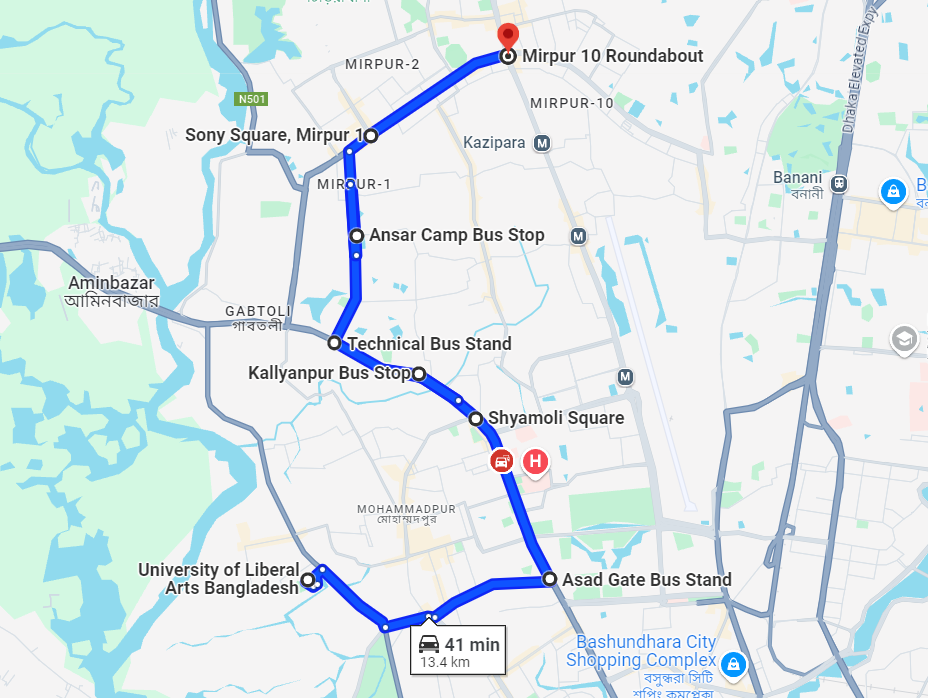 MIRPUR-2
Mirpur 10 Roundabout
N501
MIRPUR-10
Dhaka Elevated Expy
Sony Square, Mirpur 1
Kazipara
M
MIRPUR-1
Banani
বনানী
B
Ansar Camp Bus Stop
M
Aminbazar
আমিনবাজার
GABTOLI
গাবতলী
Technical Bus Stand
Kallyanpur Bus Stop
M
Shyamoli Square
H
MOHAMMADPUR
মোহাম্মদপুর
University of Liberal
Arts Bangladesh
Asad Gate Bus Stand
41 min
13.4 km
Bashundhara City
Shopping Complex
বসুন্ধরা সিটি
শপিং কমপ্লেক্স